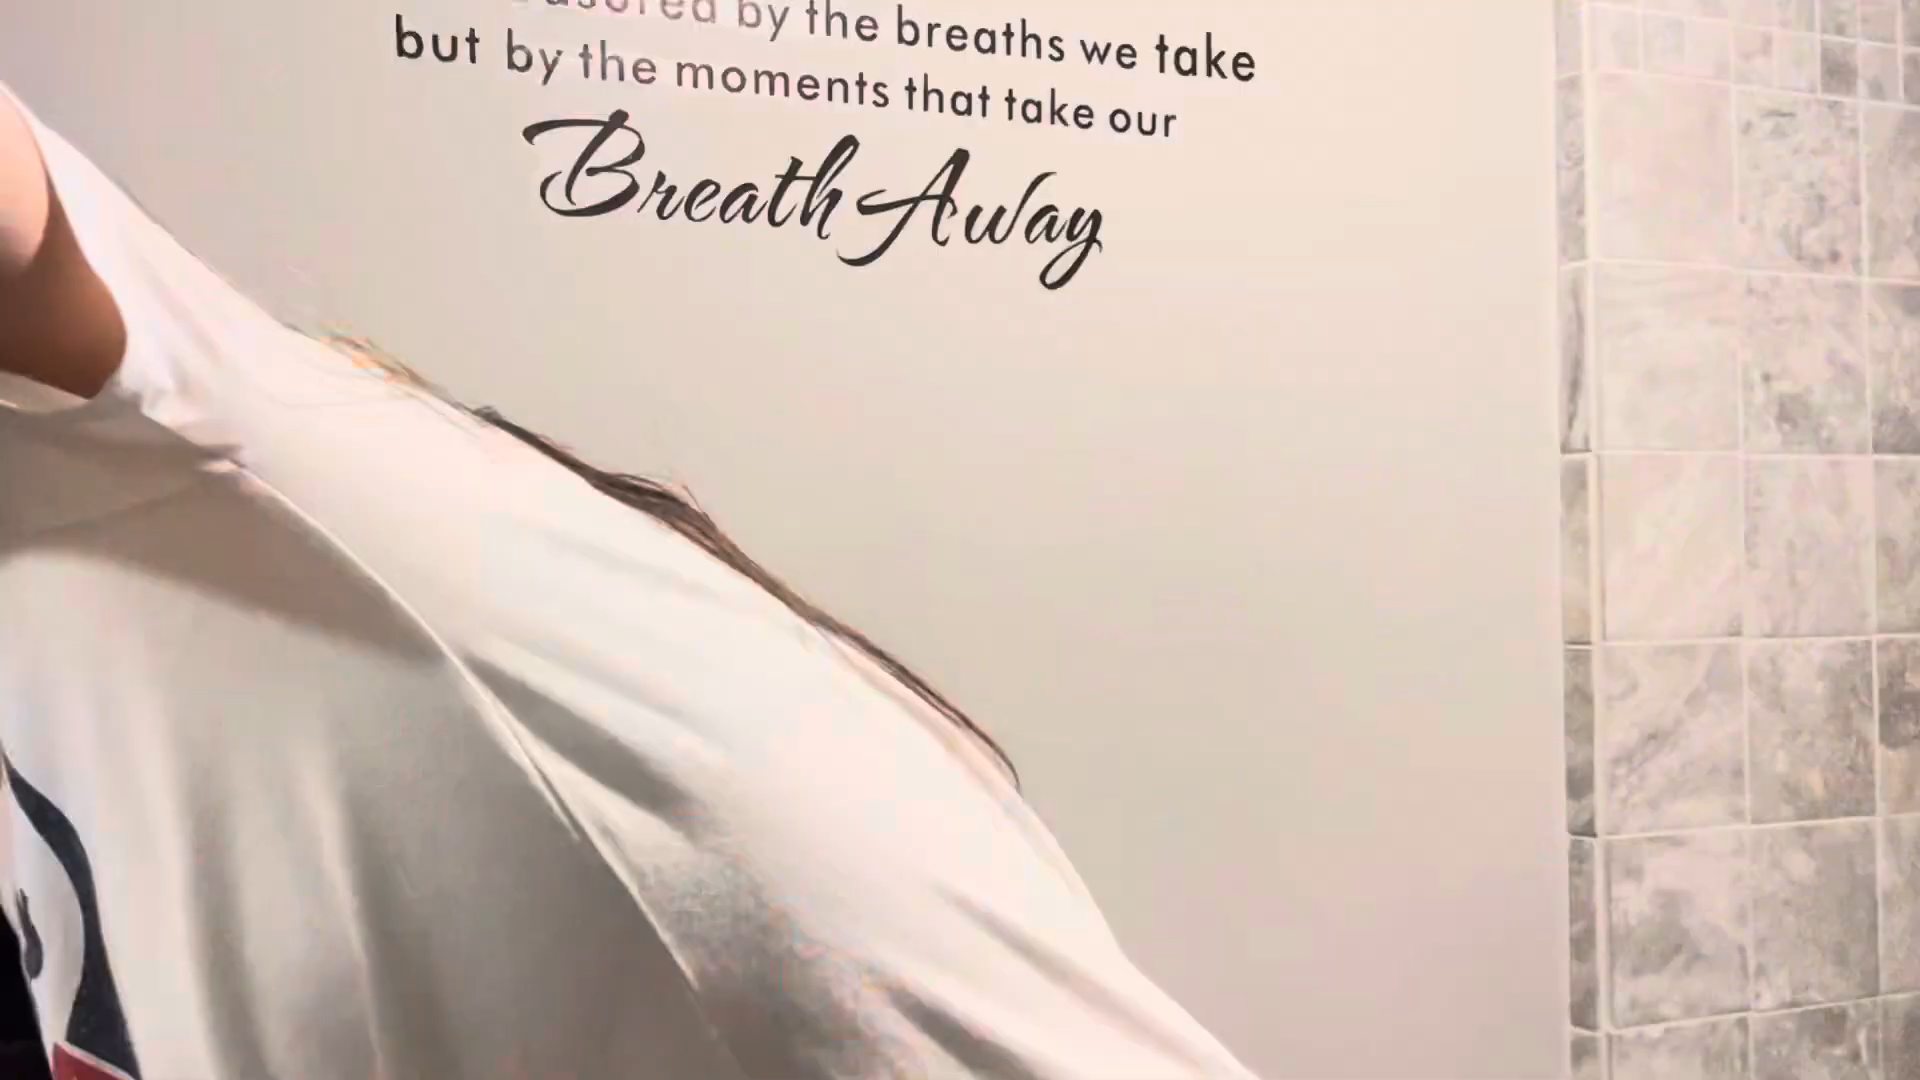 by the breaths we take
but by the moments that take our
Breath Away